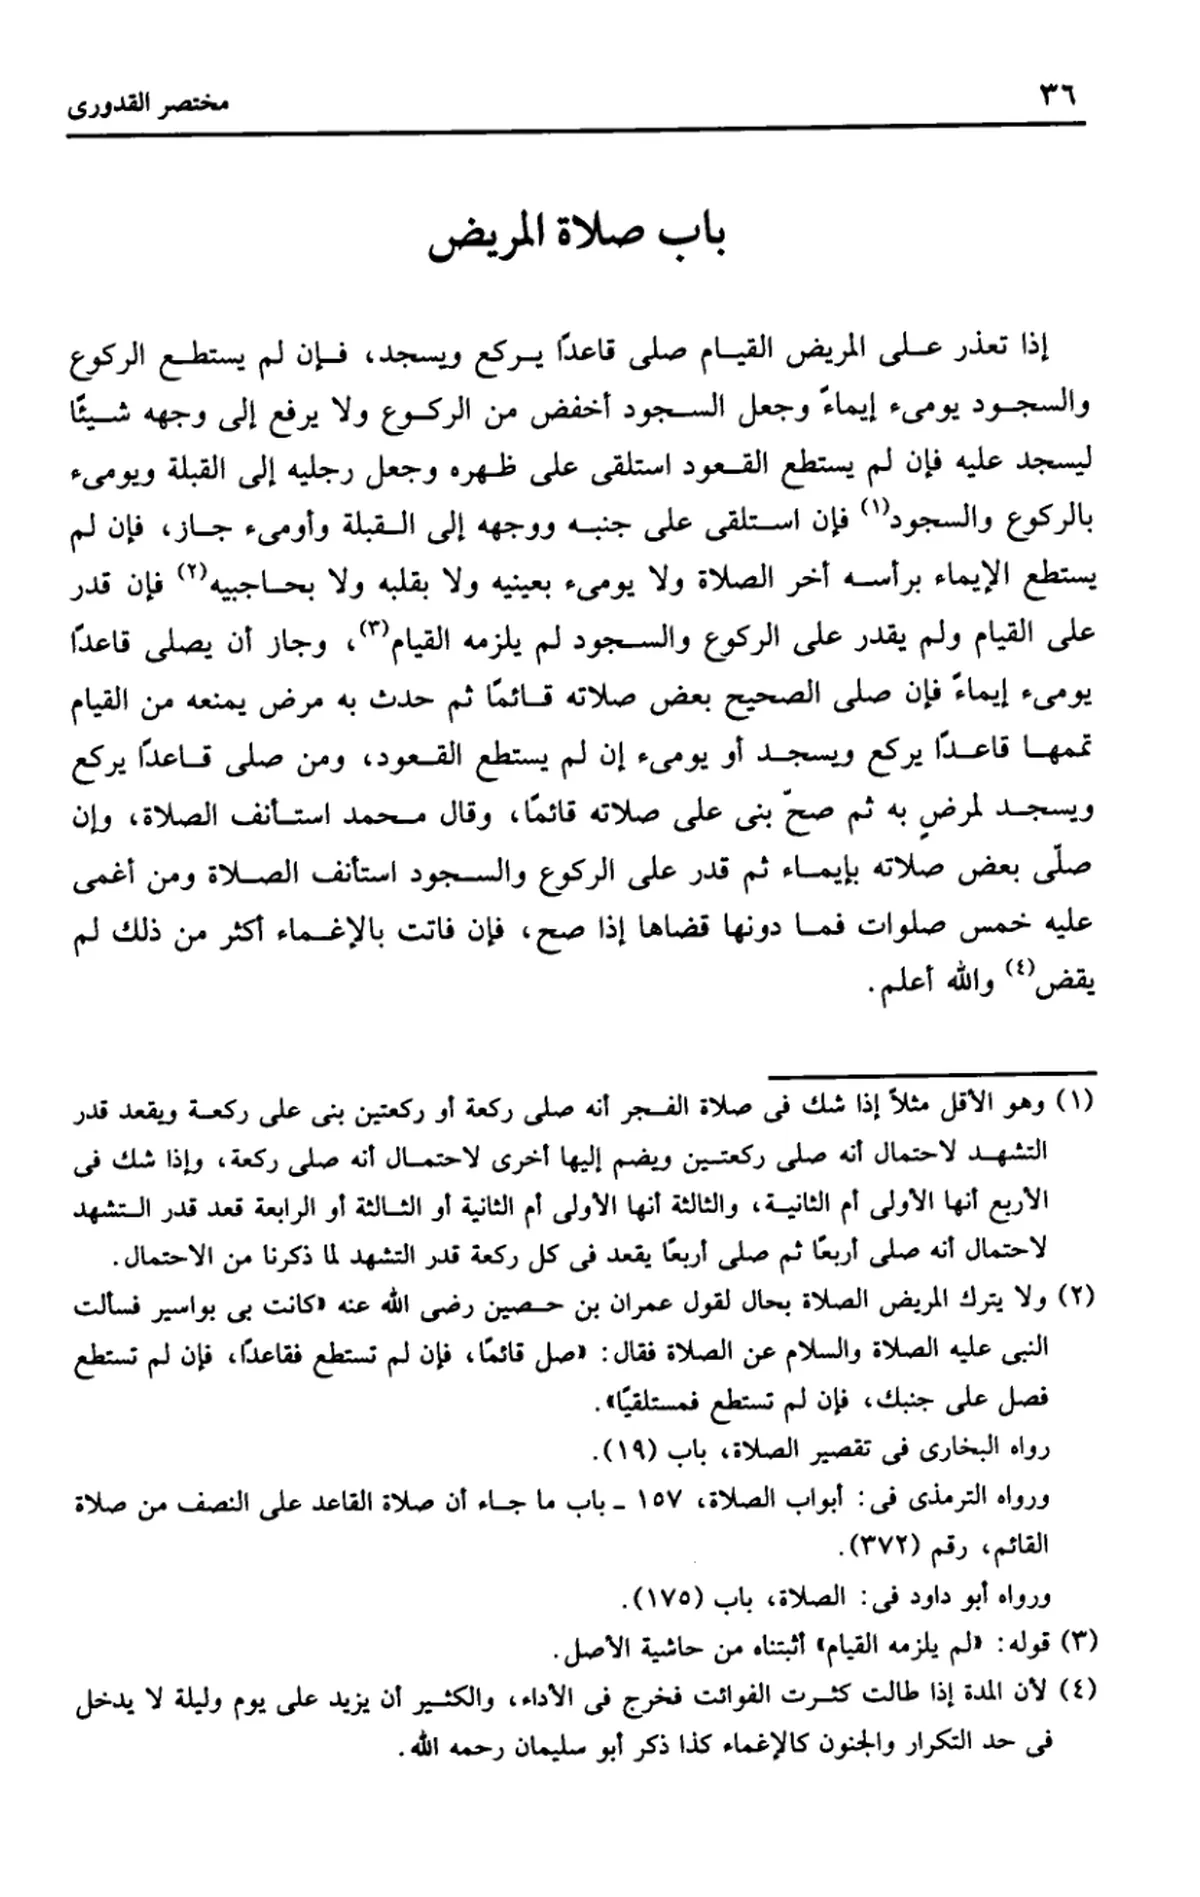 ٣٦
مختصر القدورى
باب صلاة المريض
إذا تعذر على المريض القيام صلى قاعدًا يركع ويسجد، فإن لم يستطع الركوع
والسجود يومىء إيماءً وجعل السجود أخفض من الركوع ولا يرفع إلى وجهه شيئًا
ليسجد عليه فإن لم يستطع القعود استلقى على ظهره وجعل رجليه إلى القبلة ويومىء
بالركوع والسجود(١) فإن استلقى على جنبه ووجهه إلى القبلة وأومىء جاز، فإن لم
يستطع الإيماء برأسه أخر الصلاة ولا يومىء بعينيه ولا بقلبه ولا بحاجبيه(٢) فإن قدر
على القيام ولم يقدر على الركوع والسجود لم يلزمه القيام(٣)، وجاز أن يصلى قاعدًا
يومىء إيماءً فإن صلى الصحيح بعض صلاته قائمًا ثم حدث به مرض يمنعه من القيام
تممها قاعدًا يركع ويسجد أو يومىء إن لم يستطع القعود، ومن صلى قاعدًا يركع
ويسجد لمرضٍ به ثم صحّ بنى على صلاته قائمًا، وقال محمد استأنف الصلاة، وإن
صلّى بعض صلاته بإيماء ثم قدر على الركوع والسجود استأنف الصلاة ومن أغمى
عليه خمس صلوات فما دونها قضاها إذا صح، فإن فاتت بالإغماء أكثر من ذلك لم
يقض(٤) والله أعلم.
(١) وهو الأقل مثلاً إذا شك فى صلاة الفجر أنه صلى ركعة أو ركعتين بنى على ركعة ويقعد قدر
التشهد لاحتمال أنه صلى ركعتين ويضم إليها أخرى لاحتمال أنه صلى ركعة، وإذا شك فى
الأربع أنها الأولى أم الثانية، والثالثة أنها الأولى أم الثانية أو الثالثة أو الرابعة قعد قدر التشهد
لاحتمال أنه صلى أربعًا ثم صلى أربعًا يقعد فى كل ركعة قدر التشهد لما ذكرنا من الاحتمال.
(٢) ولا يترك المريض الصلاة بحال لقول عمران بن حصين رضى الله عنه «كانت بى بواسير فسألت
النبى عليه الصلاة والسلام عن الصلاة فقال: «صل قائمًا، فإن لم تستطع فقاعدًا، فإن لم تستطع
فصل على جنبك، فإن لم تستطع فمستلقيًا».
رواه البخارى فى تقصير الصلاة، باب (١٩).
ورواه الترمذى فى: أبواب الصلاة، ١٥٧ ـ باب ما جاء أن صلاة القاعد على النصف من صلاة
القائم، رقم (٣٧٢).
ورواه أبو داود فى: الصلاة، باب (١٧٥).
(٣) قوله: «لم يلزمه القيام» أثبتناه من حاشية الأصل.
(٤) لأن المدة إذا طالت كثرت الفوائت فخرج فى الأداء، والكثير أن يزيد على يوم وليلة لا يدخل
فى حد التكرار والجنون كالإغماء كذا ذكر أبو سليمان رحمه الله.